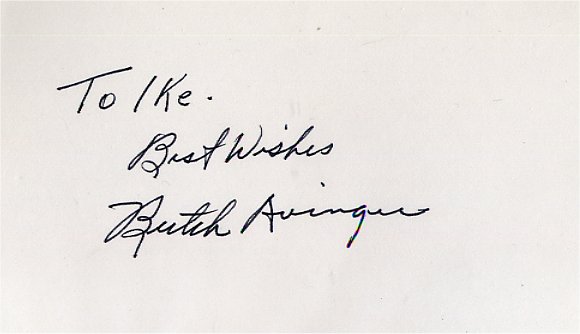 To Ike.
Best Wishes
Butch Avinger